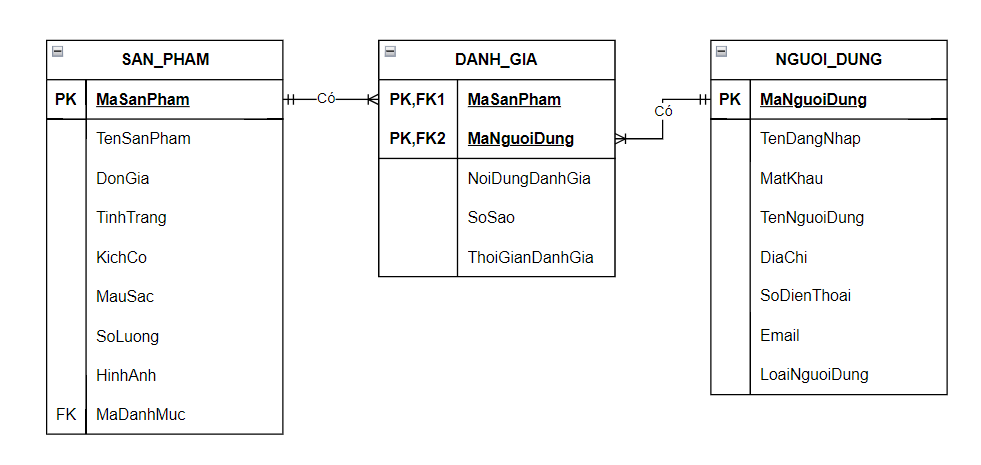 SAN_PHAM
PK MaSanPham
TenSanPham
DonGia
TinhTrang
KichCo
MauSac
SoLuong
HinhAnh
FK MaDanhMuc
Có
DANH_GIA
PK,FK1 MaSanPham
PK,FK2 MaNguoiDung
NoiDungDanhGia
SoSao
ThoiGianDanhGia
Có
NGUOI_DUNG
PK MaNguoiDung
TenDangNhap
MatKhau
TenNguoiDung
DiaChi
SoDienThoai
Email
LoaiNguoiDung